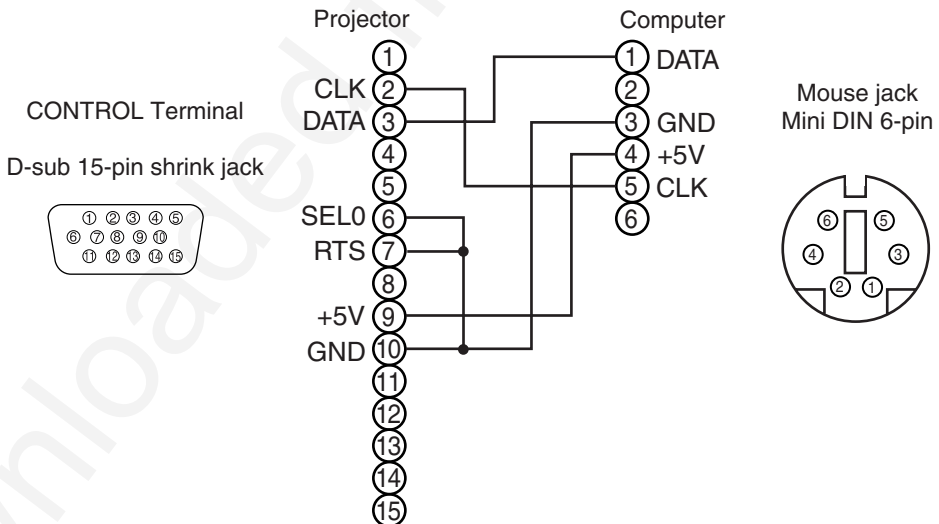 Projector
Computer
CONTROL Terminal
D-sub 15-pin shrink jack
① ② ③ ④ ⑤
⑥ ⑦ ⑧ ⑨ ⑩
⑪ ⑫ ⑬ ⑭ ⑮
①
CLK ②
DATA ③
④
⑤
SEL0 ⑥
RTS ⑦
⑧
+5V ⑨
GND ⑩
⑪
⑫
⑬
⑭
⑮
① DATA
②
③ GND
④ +5V
⑤ CLK
⑥
Mouse jack
Mini DIN 6-pin
⑥ ⑤
④ ③
② ①